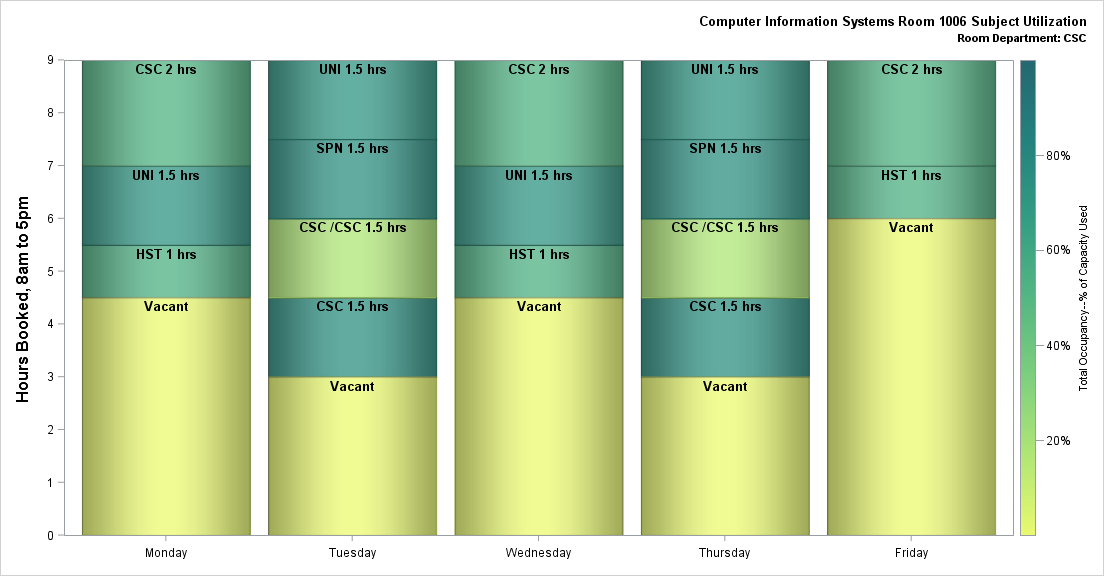 Computer Information Systems Room 1006 Subject Utilization
Room Department: CSC
Hours Booked, 8am to 5pm
9
8
7
6
5
4
3
2
1
0
CSC 2 hrs
UNI 1.5 hrs
HST 1 hrs
Vacant
Monday
UNI 1.5 hrs
SPN 1.5 hrs
CSC /CSC 1.5 hrs
CSC 1.5 hrs
Vacant
Tuesday
CSC 2 hrs
UNI 1.5 hrs
HST 1 hrs
Vacant
Wednesday
UNI 1.5 hrs
SPN 1.5 hrs
CSC /CSC 1.5 hrs
CSC 1.5 hrs
Vacant
Thursday
CSC 2 hrs
HST 1 hrs
Vacant
Friday
80%
60%
40%
20%
Total Occupancy--% of Capacity Used